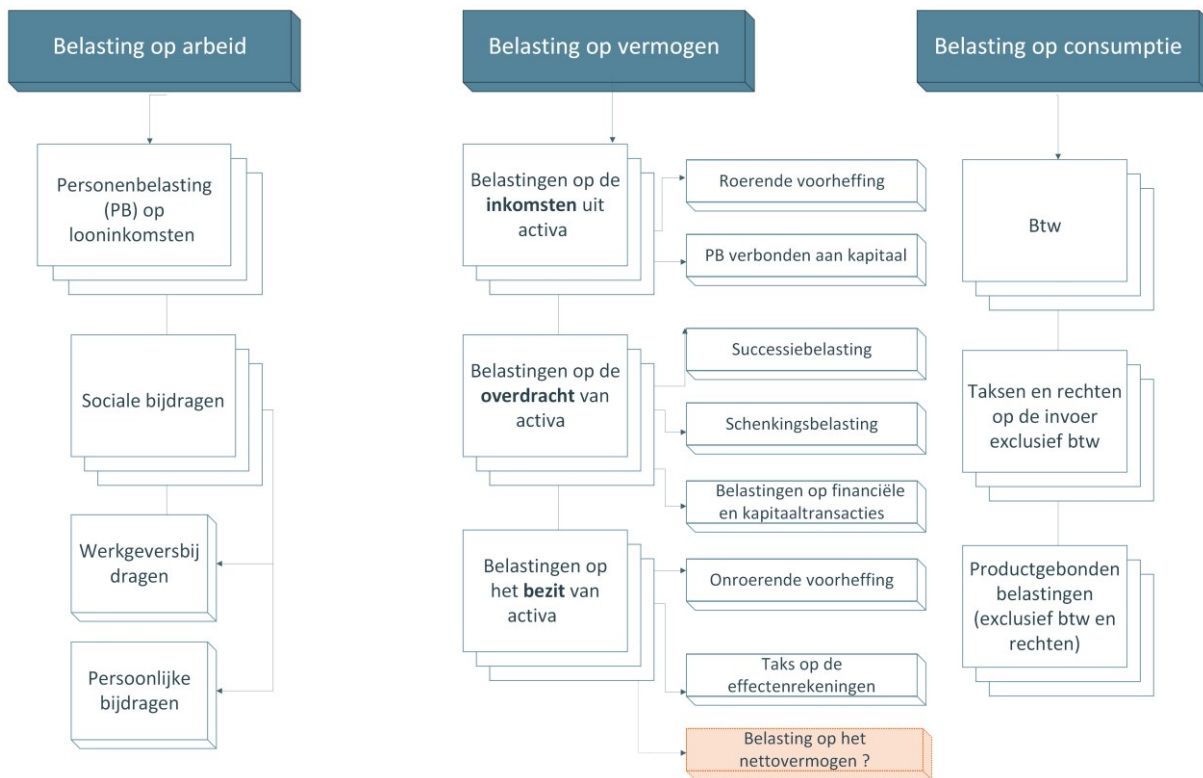 Belasting op arbeid
Personenbelasting
(PB) op
looninkomsten
Sociale bijdragen
Werkgeversbij
dragen
Persoonlijke
bijdragen
Belasting op vermogen
Belastingen op de
inkomsten uit
activa
Roerende voorheffing
PB verbonden aan kapitaal
Belastingen op de
overdracht van
activa
Successiebelasting
Schenkingsbelasting
Belastingen op financiële
en kapitaaltransacties
Belastingen op
het bezit van
activa
Onroerende voorheffing
Taks op de
effectenrekeningen
Belasting op het
nettovermogen ?
Belasting op consumptie
Btw
Taksen en rechten
op de invoer
exclusief btw
Productgebonden
belastingen
(exclusief btw en
rechten)